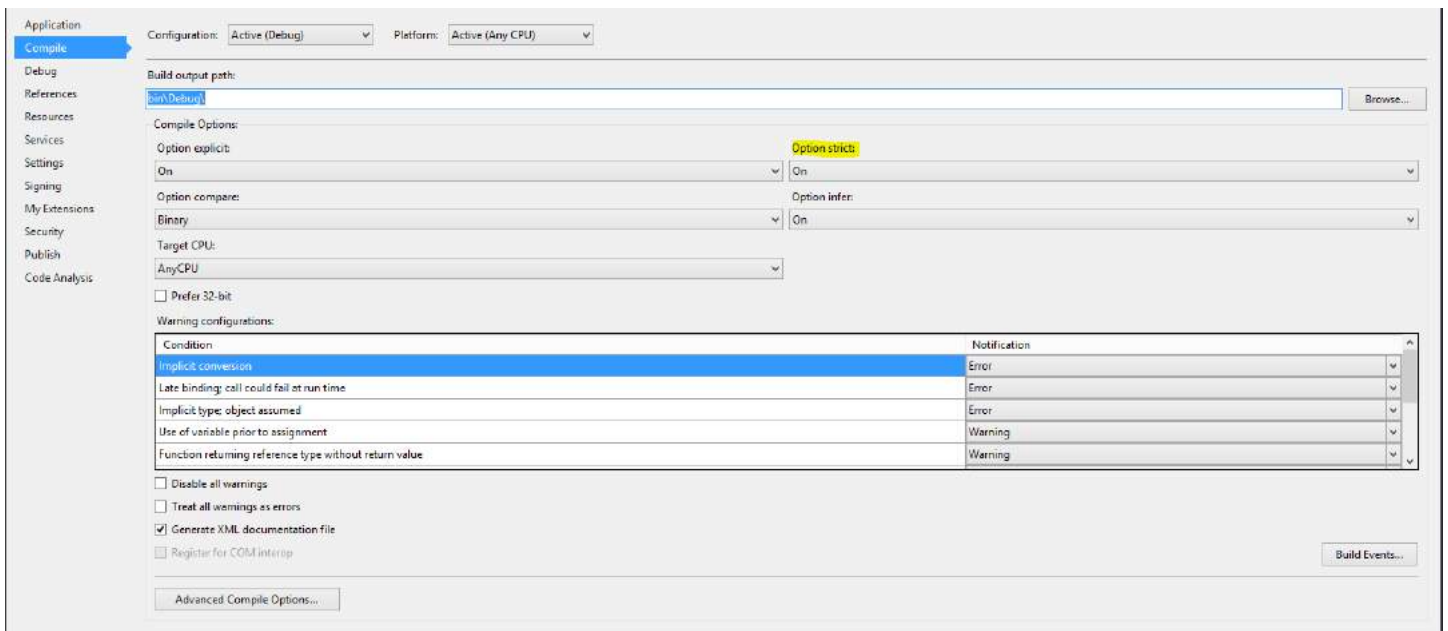 Application
Compile
Debug
References
Resources
Services
Settings
Signing
My Extensions
Security
Publish
Code Analysis
Configuration: Active (Debug) Platform: Active (Any CPU)
Build output path:
bin\Debug\ Browse...
Compile Options:
Option explicit: Option strict:
On On
Option compare: Option infer:
Binary On
Target CPU:
AnyCPU
Prefer 32-bit
Warning configurations:
Condition Notification
Implicit conversion Error
Late binding; call could fail at run time Error
Implicit type; object assumed Error
Use of variable prior to assignment Warning
Function returning reference type without return value Warning
Disable all warnings
Treat all warnings as errors
Generate XML documentation file
Register for COM interop Build Events...
Advanced Compile Options...